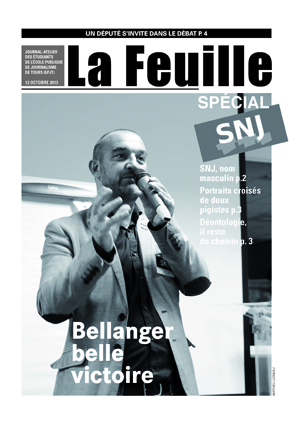 UN DÉPUTÉ S'INVITE DANS LE DÉBAT P. 4
JOURNAL-ATELIER
DES ÉTUDIANTS
DE L'ÉCOLE PUBLIQUE
DE JOURNALISME
DE TOURS (EPJT)
12 OCTOBRE 2013
La Feuille
SPÉCIAL
SNJ
SNJ, nom
masculin p.2
Portraits croisés
de deux
pigistes p.3
Déontologie,
il reste
du chemin p. 3
Bellanger
belle
victoire